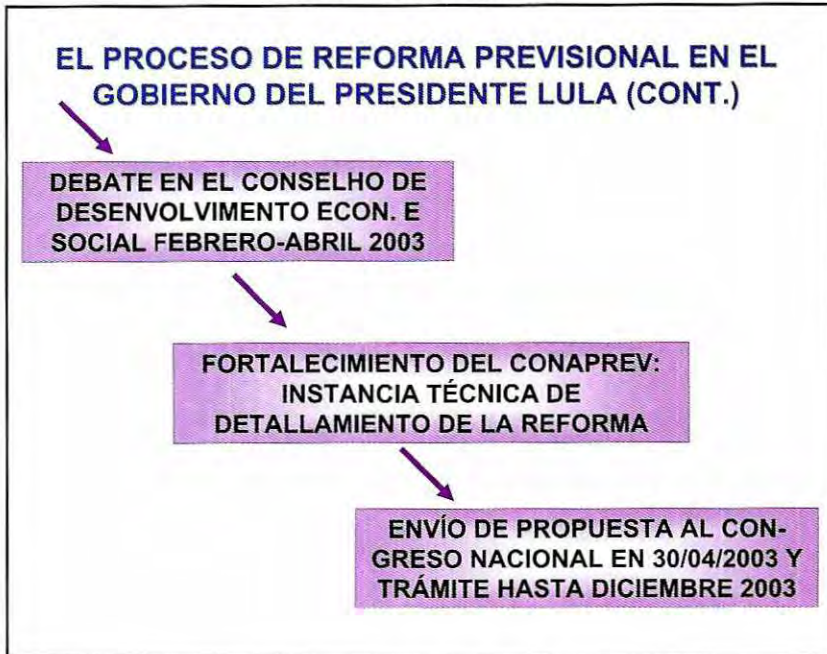 EL PROCESO DE REFORMA PREVISIONAL EN EL
GOBIERNO DEL PRESIDENTE LULA (CONT.)
DEBATE EN EL CONSELHO DE
DESENVOLVIMENTO ECON. E
SOCIAL FEBRERO-ABRIL 2003
FORTALECIMIENTO DEL CONAPREV:
INSTANCIA TÉCNICA DE
DETALLAMIENTO DE LA REFORMA
ENVÍO DE PROPUESTA AL CON-
GRESO NACIONAL EN 30/04/2003 Y
TRÁMITE HASTA DICIEMBRE 2003